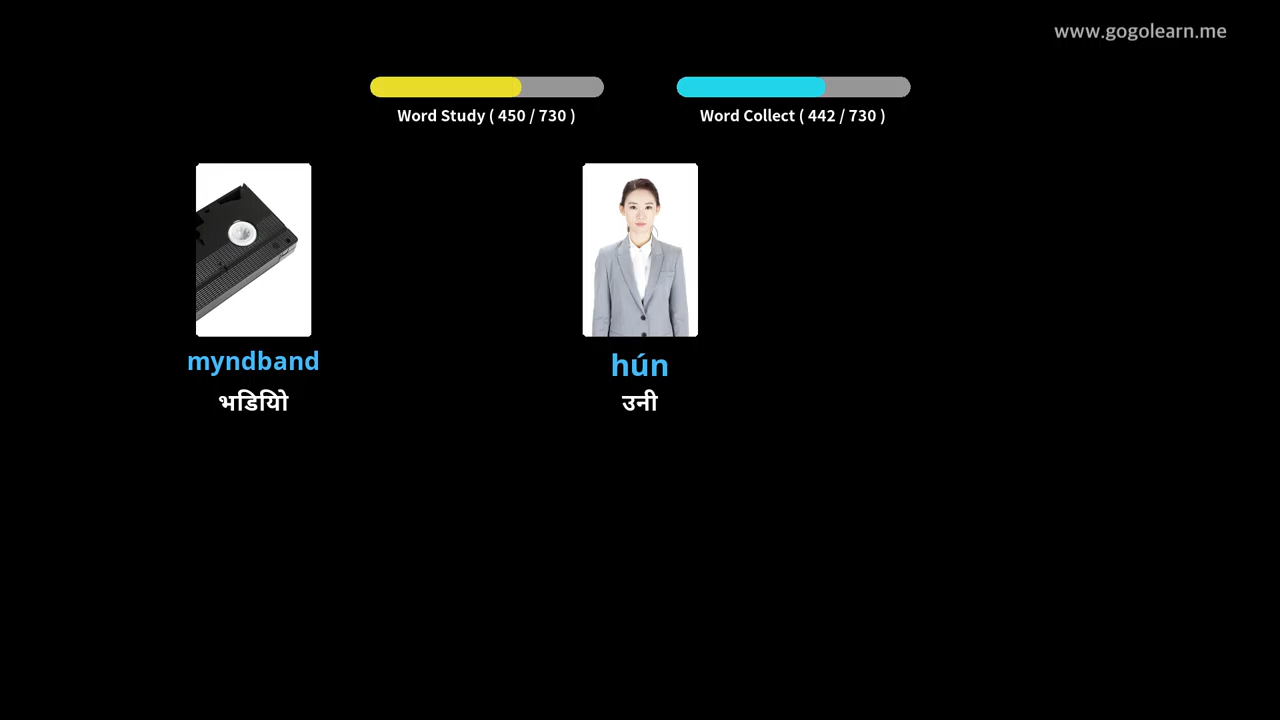 www.gogolearn.me
Word Study ( 450 / 730 )
Word Collect ( 442 / 730 )
myndband
भिडियो
hún
उनी